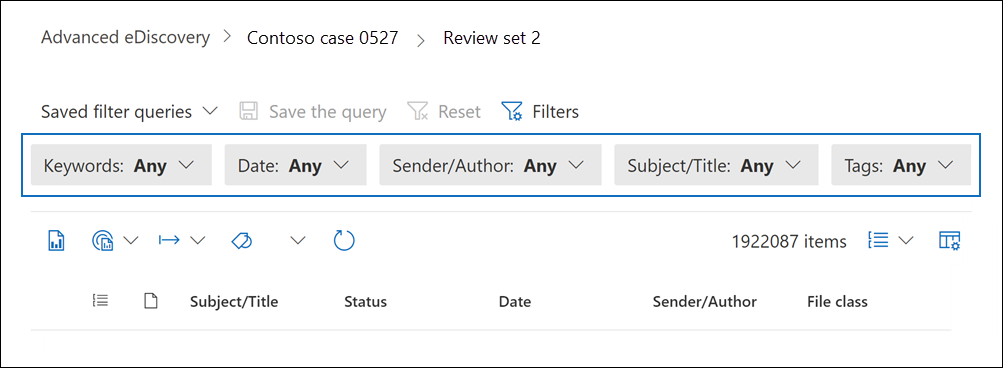 Advanced eDiscovery > Contoso case 0527 > Review set 2
Saved filter queries Save the query Reset Filters
Keywords: Any Date: Any Sender/Author: Any Subject/Title: Any Tags: Any
1922087 items
Subject/Title Status Date Sender/Author File class